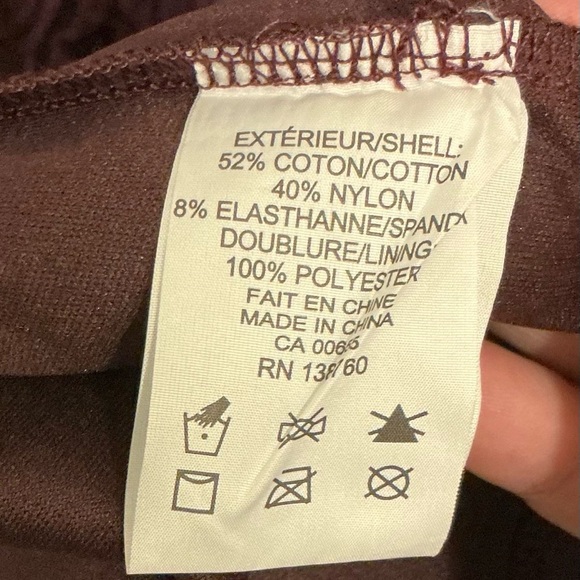 EXTÉRIEUR/SHELL:
52% COTON/COTTON
40% NYLON
8% ELASTHANNE/SPANDX
DOUBLURE/LINING:
100% POLYESTER
FAIT EN CHINE
MADE IN CHINA
CA
RN